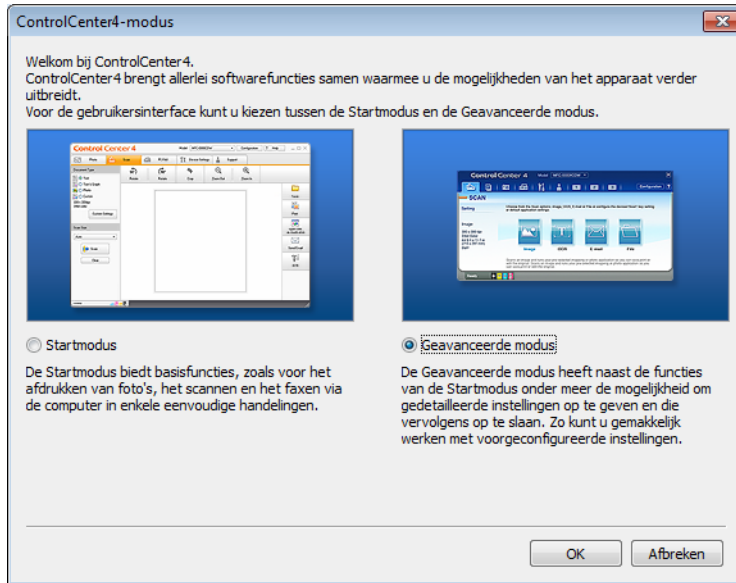 ControlCenter4-modus
Welkom bij ControlCenter4.
ControlCenter4 brengt allerlei softwarefuncties samen waarmee u de mogelijkheden van het apparaat verder
uitbreidt.
Voor de gebruikersinterface kunt u kiezen tussen de Startmodus en de Geavanceerde modus.
Control Center 4
Scan
Control Center 4
SCAN
Image
OCR
E-mail
File
Startmodus
De Startmodus biedt basisfuncties, zoals voor het
afdrukken van foto's, het scannen en het faxen via
de computer in enkele eenvoudige handelingen.
Geavanceerde modus
De Geavanceerde modus heeft naast de functies
van de Startmodus onder meer de mogelijkheid om
gedetailleerde instellingen op te geven en die
vervolgens op te slaan. Zo kunt u gemakkelijk
werken met voorgeconfigureerde instellingen.
OK
Afbreken